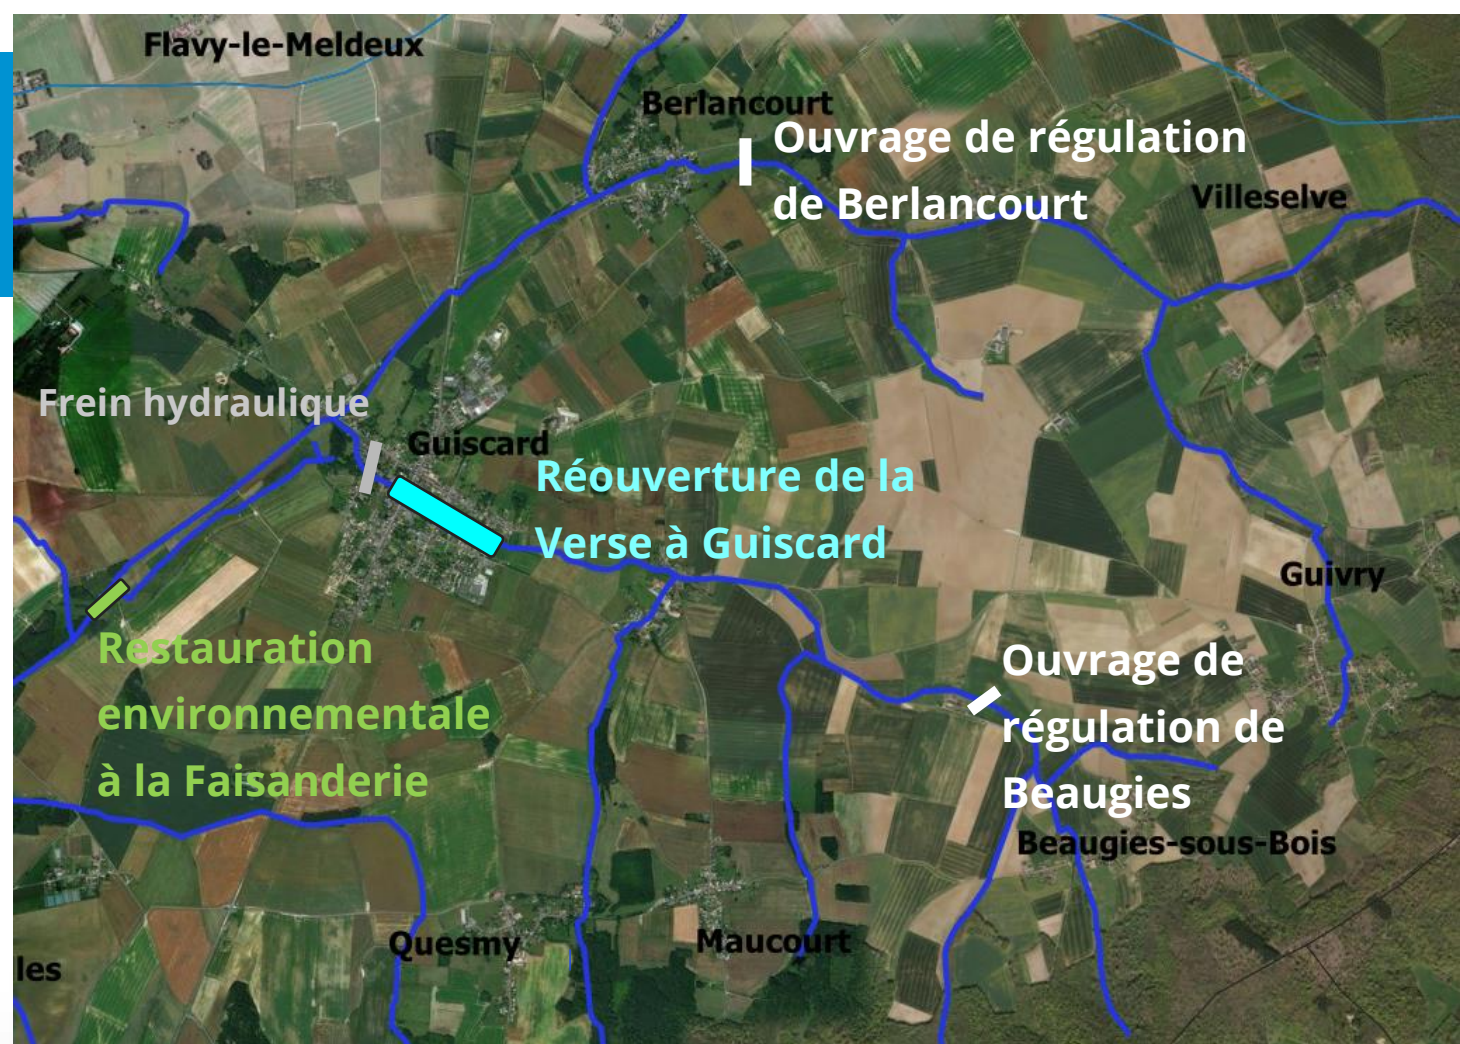 Flavy-le-Meldeux
Berlancourt
Ouvrage de régulation
de Berlancourt
Villeselve
Frein hydraulique
Guiscard
Réouverture de la
Verse à Guiscard
Guivry
Restauration
environnementale
à la Faisanderie
Ouvrage de
régulation de
Beaugies
Beaugies-sous-Bois
Quesmy
Maucourt
les